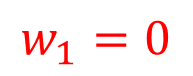 w₁ = 0